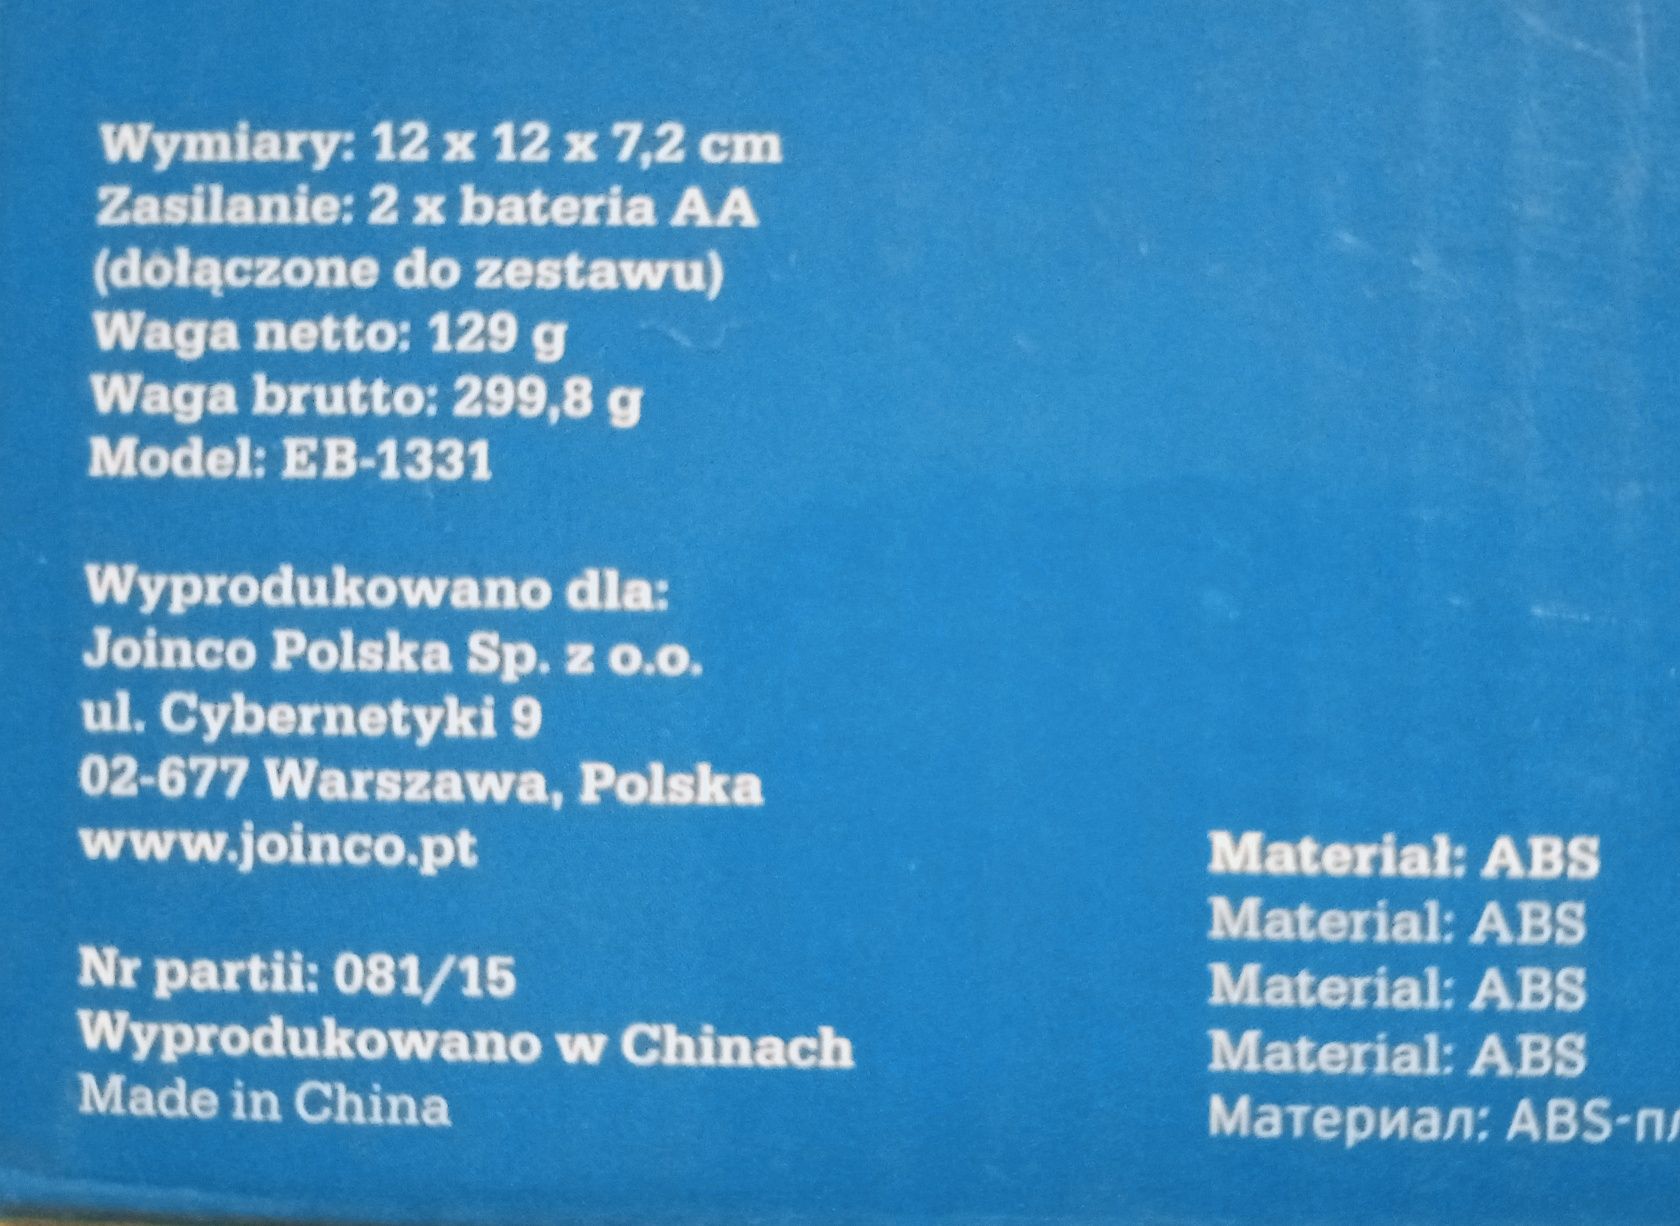 Wymiary: 12 x 12 x 7,2 cm
Zasilanie: 2 x bateria AA
(dołączone do zestawu)
Waga netto: 129 g
Waga brutto: 299,8 g
Model: EB-1331
Wyprodukowano dla:
Joinco Polska Sp. z o.o.
ul. Cybernetyki 9
02-677 Warszawa, Polska
www.joinco.pt
Nr partii: 081/15
Wyprodukowano w Chinach
Made in China
Materiał: ABS
Material: ABS
Material: ABS
Materíal: ABS
Материал: ABS-